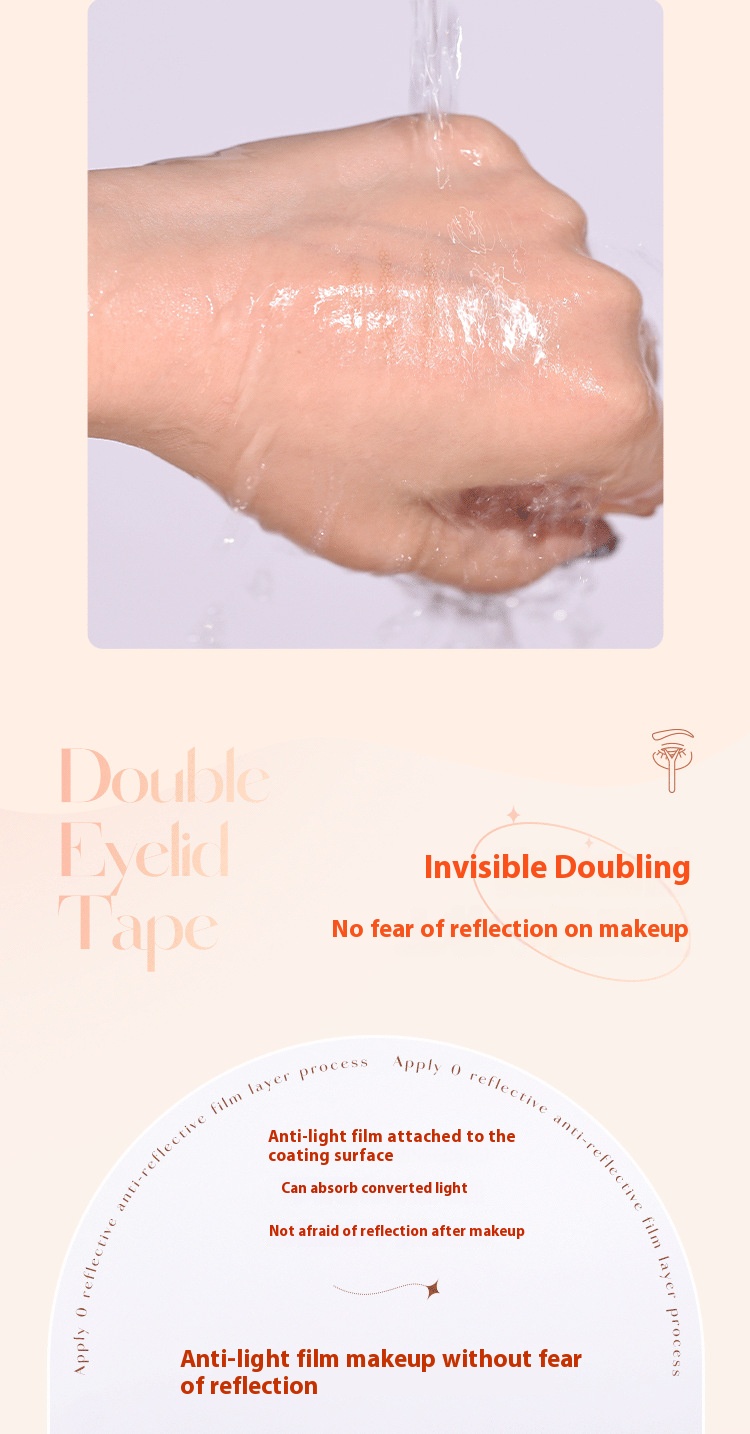 Double
Eyelid
Tape
Invisible Doubling
No fear of reflection on makeup
Apply 0 reflective anti-reflective film layer process
Apply 0 reflective anti-reflective film layer process
Anti-light film attached to the
coating surface
Can absorb converted light
Not afraid of reflection after makeup
Anti-light film makeup without fear
of reflection